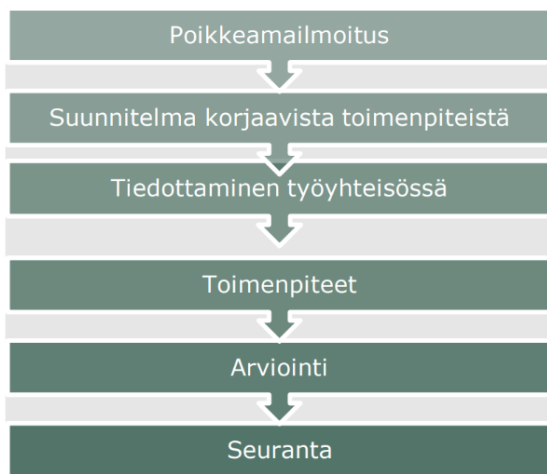 Poikkeamailmoitus
Suunnitelma korjaavista toimenpiteistä
Tiedottaminen työyhteisössä
Toimenpiteet
Arviointi
Seuranta